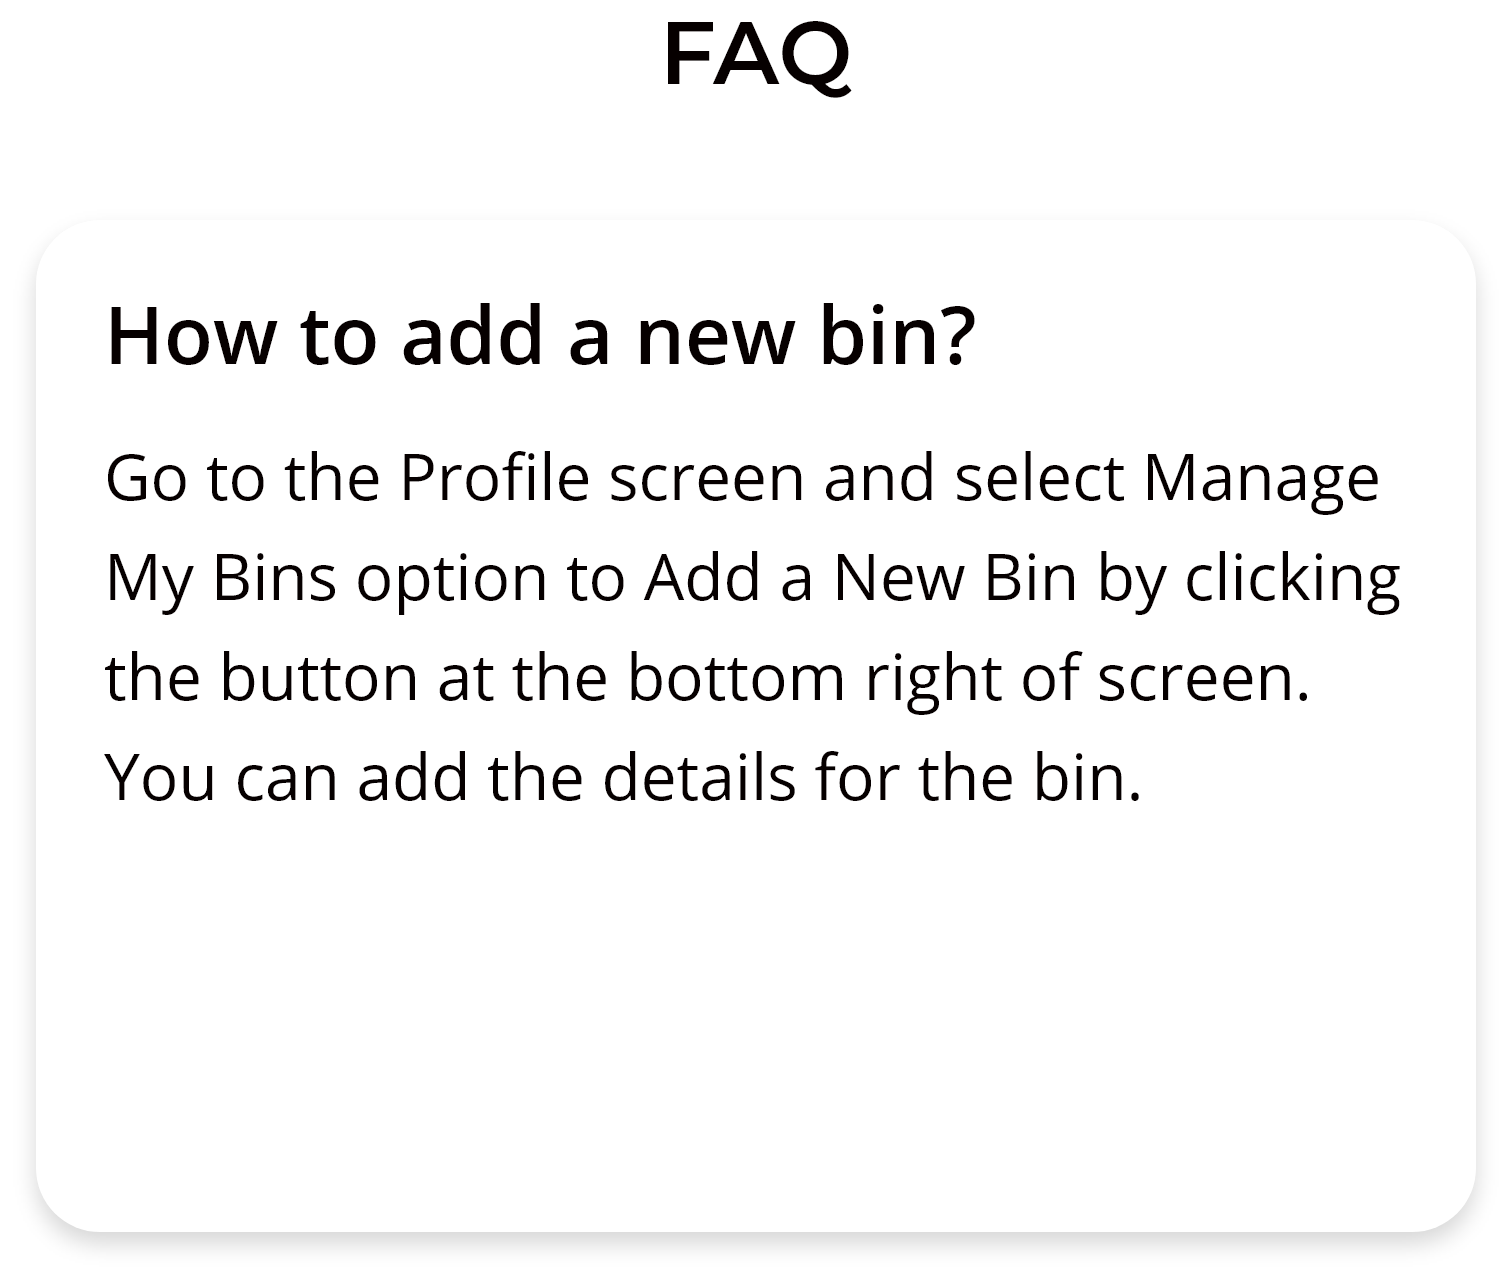 FAQ
How to add a new bin?
Go to the Profile screen and select Manage
My Bins option to Add a New Bin by clicking
the button at the bottom right of screen.
You can add the details for the bin.